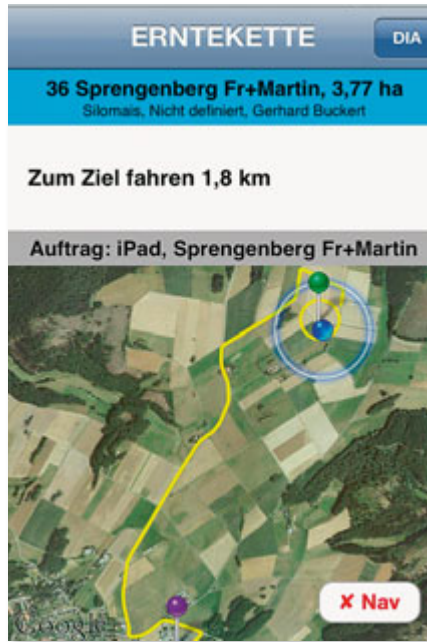 ERNTEKETTE
DIA
36 Sprengenberg Fr+Martin, 3,77 ha
Silomais, Nicht definiert, Gerhard Buckert
Zum Ziel fahren 1,8 km
Auftrag: iPad, Sprengenberg Fr+Martin
Google
✘ Nav